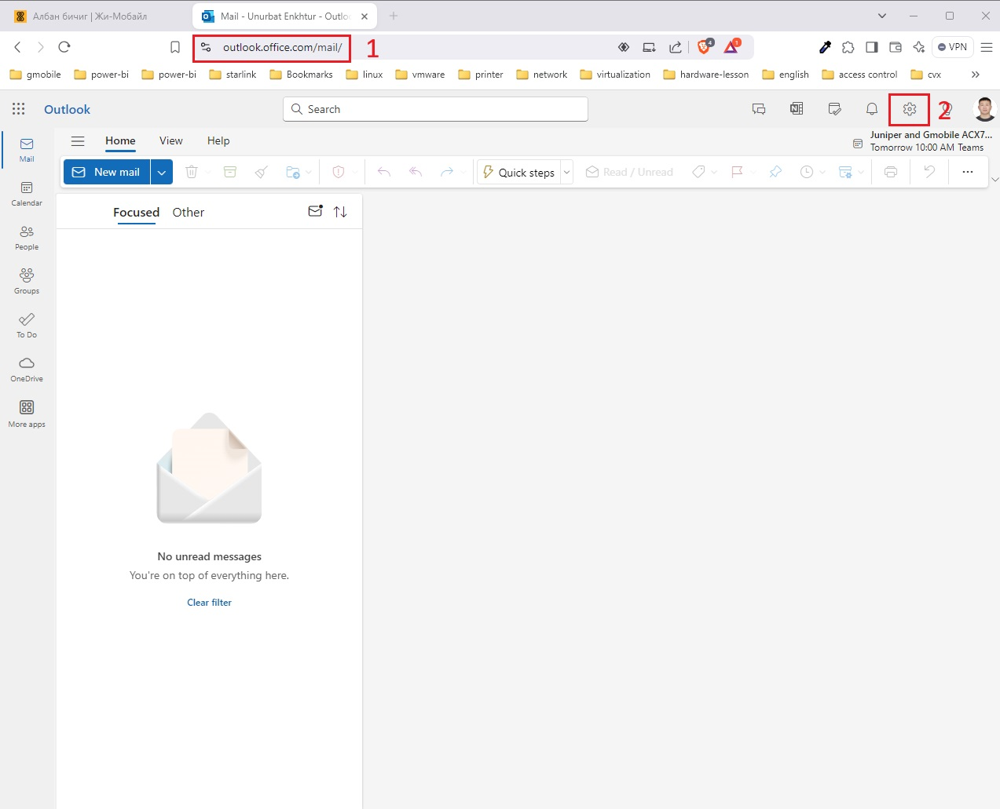 Албан бичиг | Жи-Мобайл
Mail - Unurbat Enkhtur - Outlo
outlook.office.com/mail/
1
4
1
VPN
gmobile power-bi power-bi starlink Bookmarks linux vmware printer network virtualization hardware-lesson english access control cvx
Outlook
Search
2
Home View Help
Juniper and Gmobile ACX7...
Tomorrow 10:00 AM Teams
New mail
Quick steps
Read / Unread
Mail
Calendar
People
Groups
To Do
OneDrive
More apps
Focused Other
No unread messages
You're on top of everything here.
Clear filter